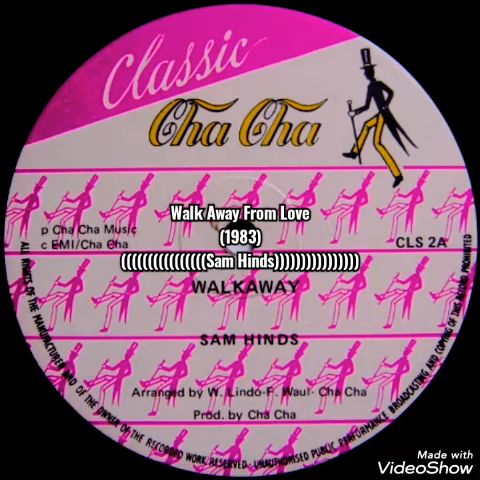 Classic
Cha Cha
Walk Away From Love
(1983)
((((((((((((((((Sam Hinds))))))))))))))))
p Cha Cha Music
c EMI/Cha Cha
CLS 2A
WALKAWAY
SAM HINDS
Arranged by W. Lindo-F. Waul- Cha Cha
Prod. by Cha Cha
ALL RIGHTS OF THE MANUFACTURER AND OF THE OWNER OF THE RECORDED WORK RESERVED - UNAUTHORISED PUBLIC PERFORMANCE BROADCASTING AND COPYING OF THIS RECORD PROHIBITED
Made with
VideoShow